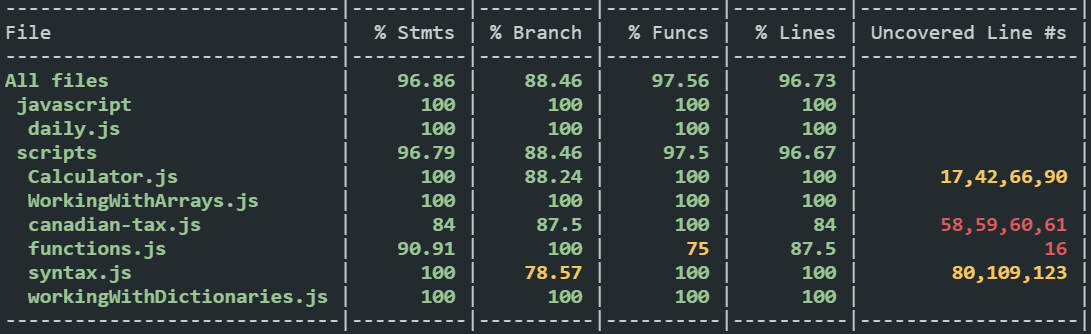 ------------------------------|----------|----------|----------|----------|-------------------|
File                          |  % Stmts | % Branch |  % Funcs |  % Lines | Uncovered Line #s |
------------------------------|----------|----------|----------|----------|-------------------|
All files                     |    96.86 |    88.46 |    97.56 |    96.73 |                   |
 javascript                   |      100 |      100 |      100 |      100 |                   |
  daily.js                    |      100 |      100 |      100 |      100 |                   |
 scripts                      |    96.79 |    88.46 |     97.5 |    96.67 |                   |
  Calculator.js               |      100 |    88.24 |      100 |      100 |       17,42,66,90 |
  WorkingWithArrays.js        |      100 |      100 |      100 |      100 |                   |
  canadian-tax.js             |       84 |     87.5 |      100 |       84 |       58,59,60,61 |
  functions.js                |    90.91 |      100 |       75 |     87.5 |                16 |
  syntax.js                   |      100 |    78.57 |      100 |      100 |        80,109,123 |
  workingWithDictionaries.js  |      100 |      100 |      100 |      100 |                   |
------------------------------|----------|----------|----------|----------|-------------------|